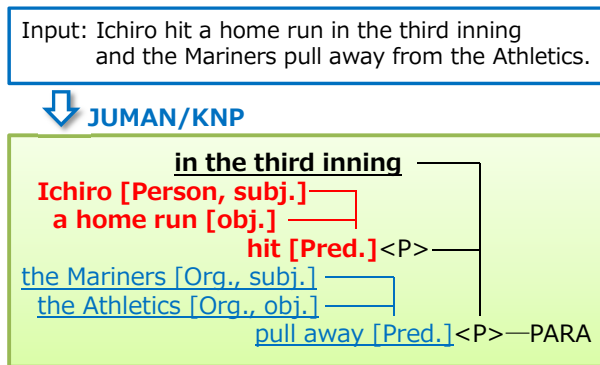 Input: Ichiro hit a home run in the third inning
and the Mariners pull away from the Athletics.
JUMAN/KNP
in the third inning
Ichiro [Person, subj.]
a home run [obj.]
hit [Pred.]<P>
the Mariners [Org., subj.]
the Athletics [Org., obj.]
pull away [Pred.]<P>—PARA